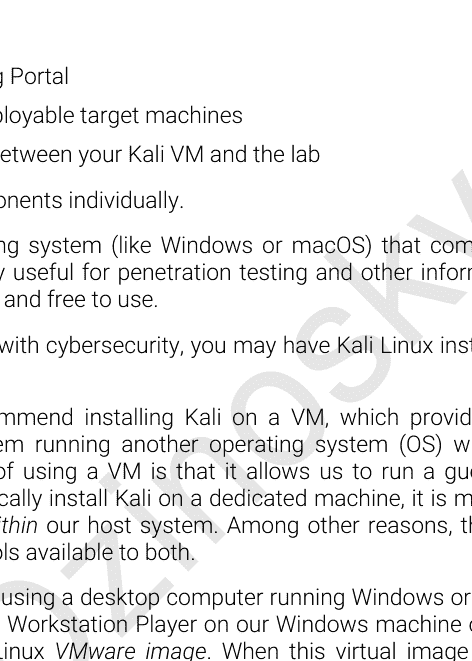 g Portal
ployable target machines
etween your Kali VM and the lab
onents individually.
ng system (like Windows or macOS) that com
y useful for penetration testing and other infor
and free to use.
with cybersecurity, you may have Kali Linux inst
mmend installing Kali on a VM, which provid
em running another operating system (OS) w
of using a VM is that it allows us to run a gu
cally install Kali on a dedicated machine, it is m
ithin our host system. Among other reasons, th
ols available to both.
using a desktop computer running Windows or
Workstation Player on our Windows machine
Linux VMware image. When this virtual image
Ozinosky